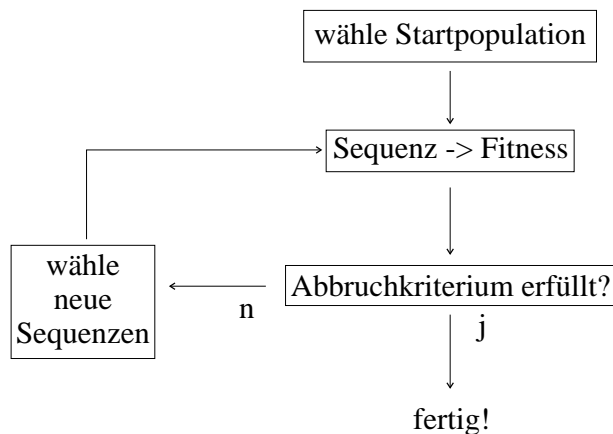 wähle Startpopulation
Sequenz -> Fitness
Abbruchkriterium erfüllt?
n
j
wähle
neue
Sequenzen
fertig!